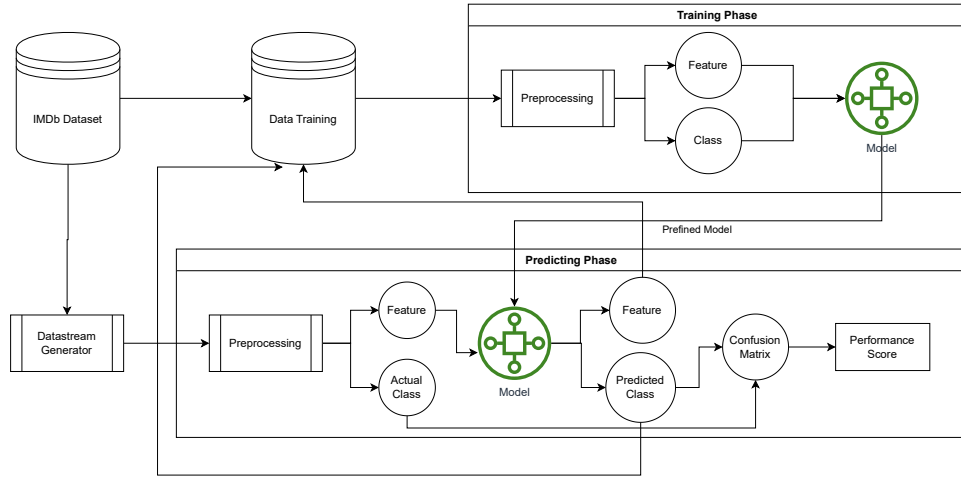 Training Phase
IMDb Dataset
Data Training
Preprocessing
Feature
Class
Model
Prefined Model
Predicting Phase
Datastream
Generator
Preprocessing
Feature
Actual
Class
Model
Feature
Predicted
Class
Confusion
Matrix
Performance
Score